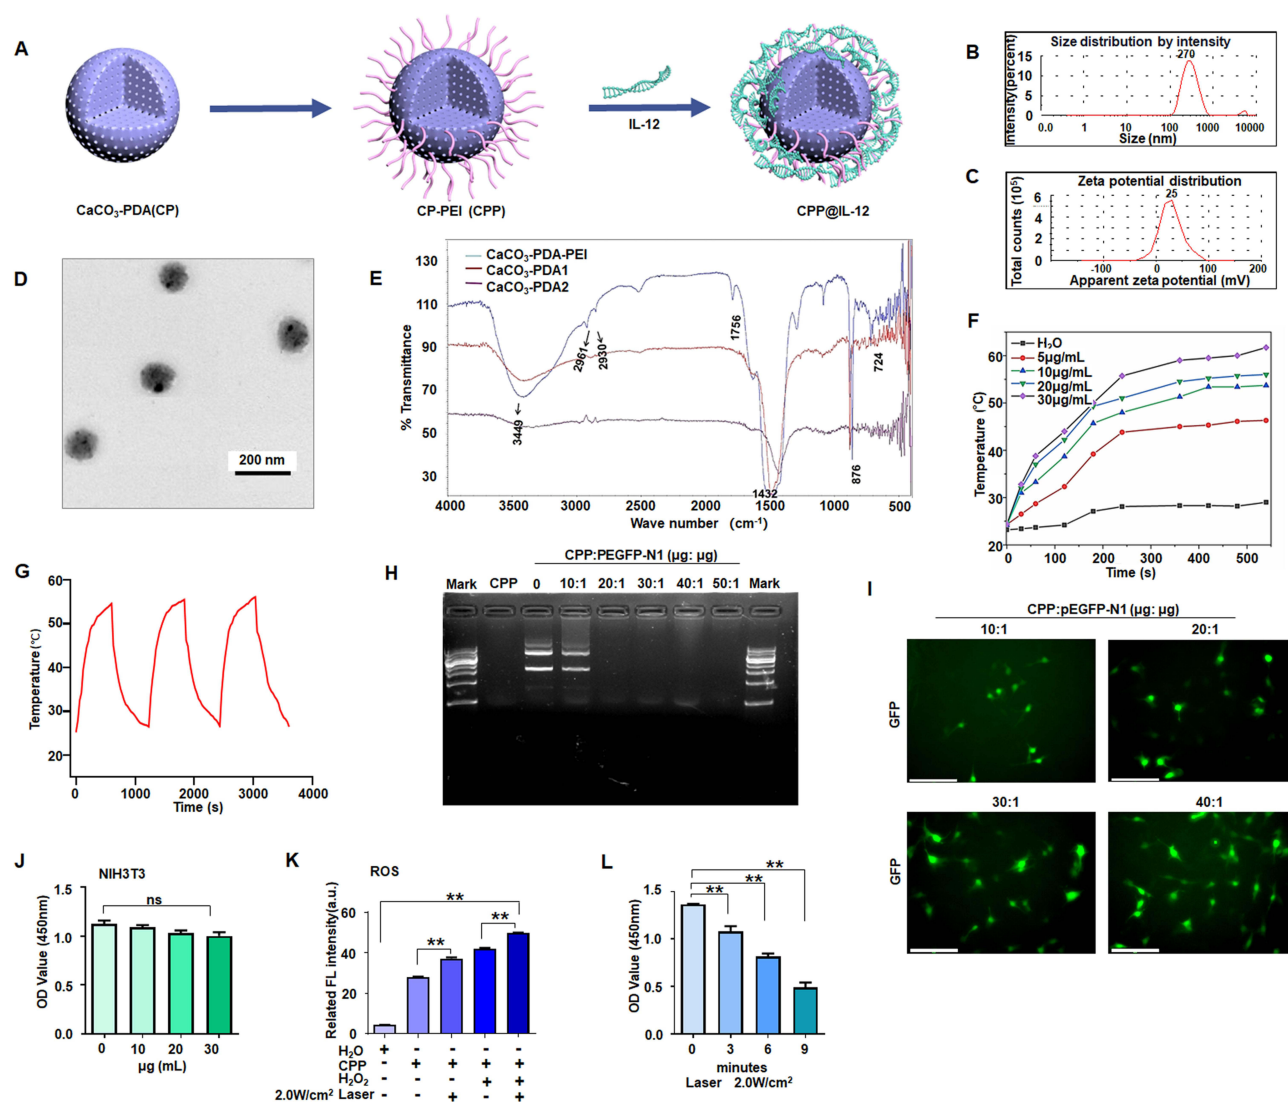 A
CaCO₃-PDA(CP)
CP-PEI (CPP)
IL-12
CPP@IL-12
B
Size distribution by intensity
270
Intensity(percent)
15
10
5
0
0.0 1 10 100 1000 10000
Size (nm)
C
Zeta potential distribution
25
Total counts (10⁵)
6
4
2
0
-100 0 100 200
Apparent zeta potential (mV)
D
200 nm
E
CaCO₃-PDA-PEI
CaCO₃-PDA1
CaCO₃-PDA2
% Transmittance
130
110
90
70
50
30
3449
2961
2930
1756
1432
876
724
4000 3500 3000 2500 2000 1500 1000 500
Wave number (cm⁻¹)
F
H₂O
5µg/mL
10µg/mL
20µg/mL
30µg/mL
Temperature (°C)
60
50
40
30
20
0 100 200 300 400 500
Time (s)
G
Temperature (°C)
60
50
40
30
20
0 1000 2000 3000 4000
Time (s)
H
CPP:PEGFP-N1 (µg: µg)
Mark CPP 0 10:1 20:1 30:1 40:1 50:1 Mark
I
CPP:pEGFP-N1 (µg: µg)
10:1 20:1
GFP
30:1 40:1
GFP
J
NIH3T3
ns
OD Value (450nm)
1.5
1.0
0.5
0.0
0 10 20 30
µg (mL)
K
ROS
**
** **
Related FL intensity(a.u.)
60
40
20
0
H₂O + - - - -
CPP - + + + +
H₂O₂ - - - + +
2.0W/cm² Laser - - + - +
L
**
**
**
OD Value (450nm)
1.5
1.0
0.5
0.0
0 3 6 9
minutes
Laser 2.0W/cm²